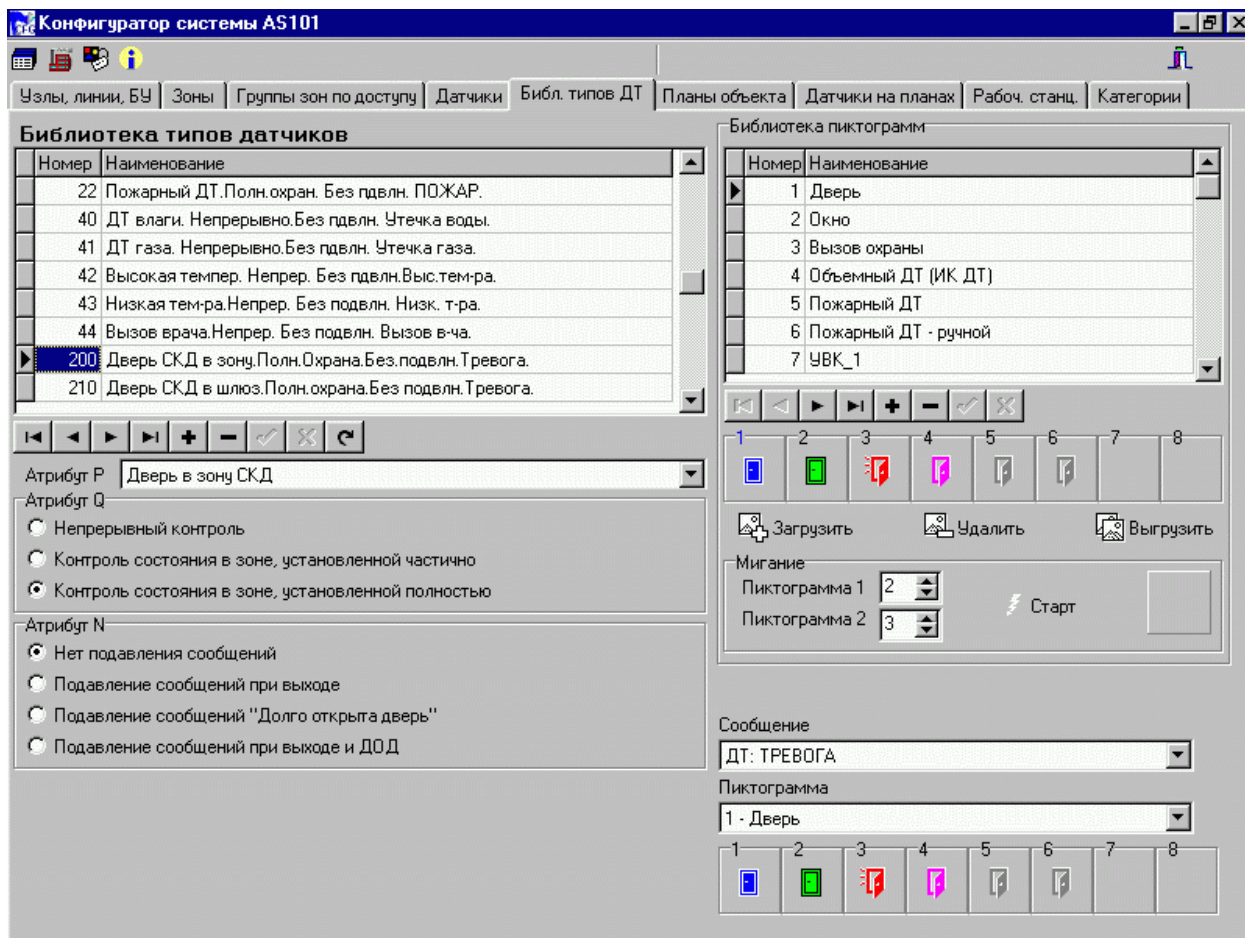 Конфигуратор системы AS101
Узлы, линии, БУ Зоны Группы зон по доступу Датчики Библ. типов ДТ Планы объекта Датчики на планах Рабоч. станц. Категории
Библиотека типов датчиков
Номер Наименование
22 Пожарный ДТ.Полн.охран. Без пдвлн. ПОЖАР.
40 ДТ влаги. Непрерывно.Без пдвлн. Утечка воды.
41 ДТ газа. Непрерывно.Без пдвлн. Утечка газа.
42 Высокая темпер. Непрер. Без пдвлн.Выс.тем-ра.
43 Низкая тем-ра.Непрер. Без подвлн. Низк. т-ра.
44 Вызов врача.Непрер. Без подвлн. Вызов в-ча.
200 Дверь СКД в зону.Полн.Охрана.Без.подвлн.Тревога.
210 Дверь СКД в шлюз.Полн.охрана.Без подвлн.Тревога.
Атрибут P Дверь в зону СКД
Атрибут Q
Непрерывный контроль
Контроль состояния в зоне, установленной частично
Контроль состояния в зоне, установленной полностью
Атрибут N
Нет подавления сообщений
Подавление сообщений при выходе
Подавление сообщений "Долго открыта дверь"
Подавление сообщений при выходе и ДОД
Библиотека пиктограмм
Номер Наименование
1 Дверь
2 Окно
3 Вызов охраны
4 Объемный ДТ (ИК ДТ)
5 Пожарный ДТ
6 Пожарный ДТ - ручной
7 УВК_1
1 2 3 4 5 6 7 8
Загрузить Удалить Выгрузить
Мигание
Пиктограмма 1 2
Пиктограмма 2 3
Старт
Сообщение
ДТ: ТРЕВОГА
Пиктограмма
1 - Дверь
1 2 3 4 5 6 7 8